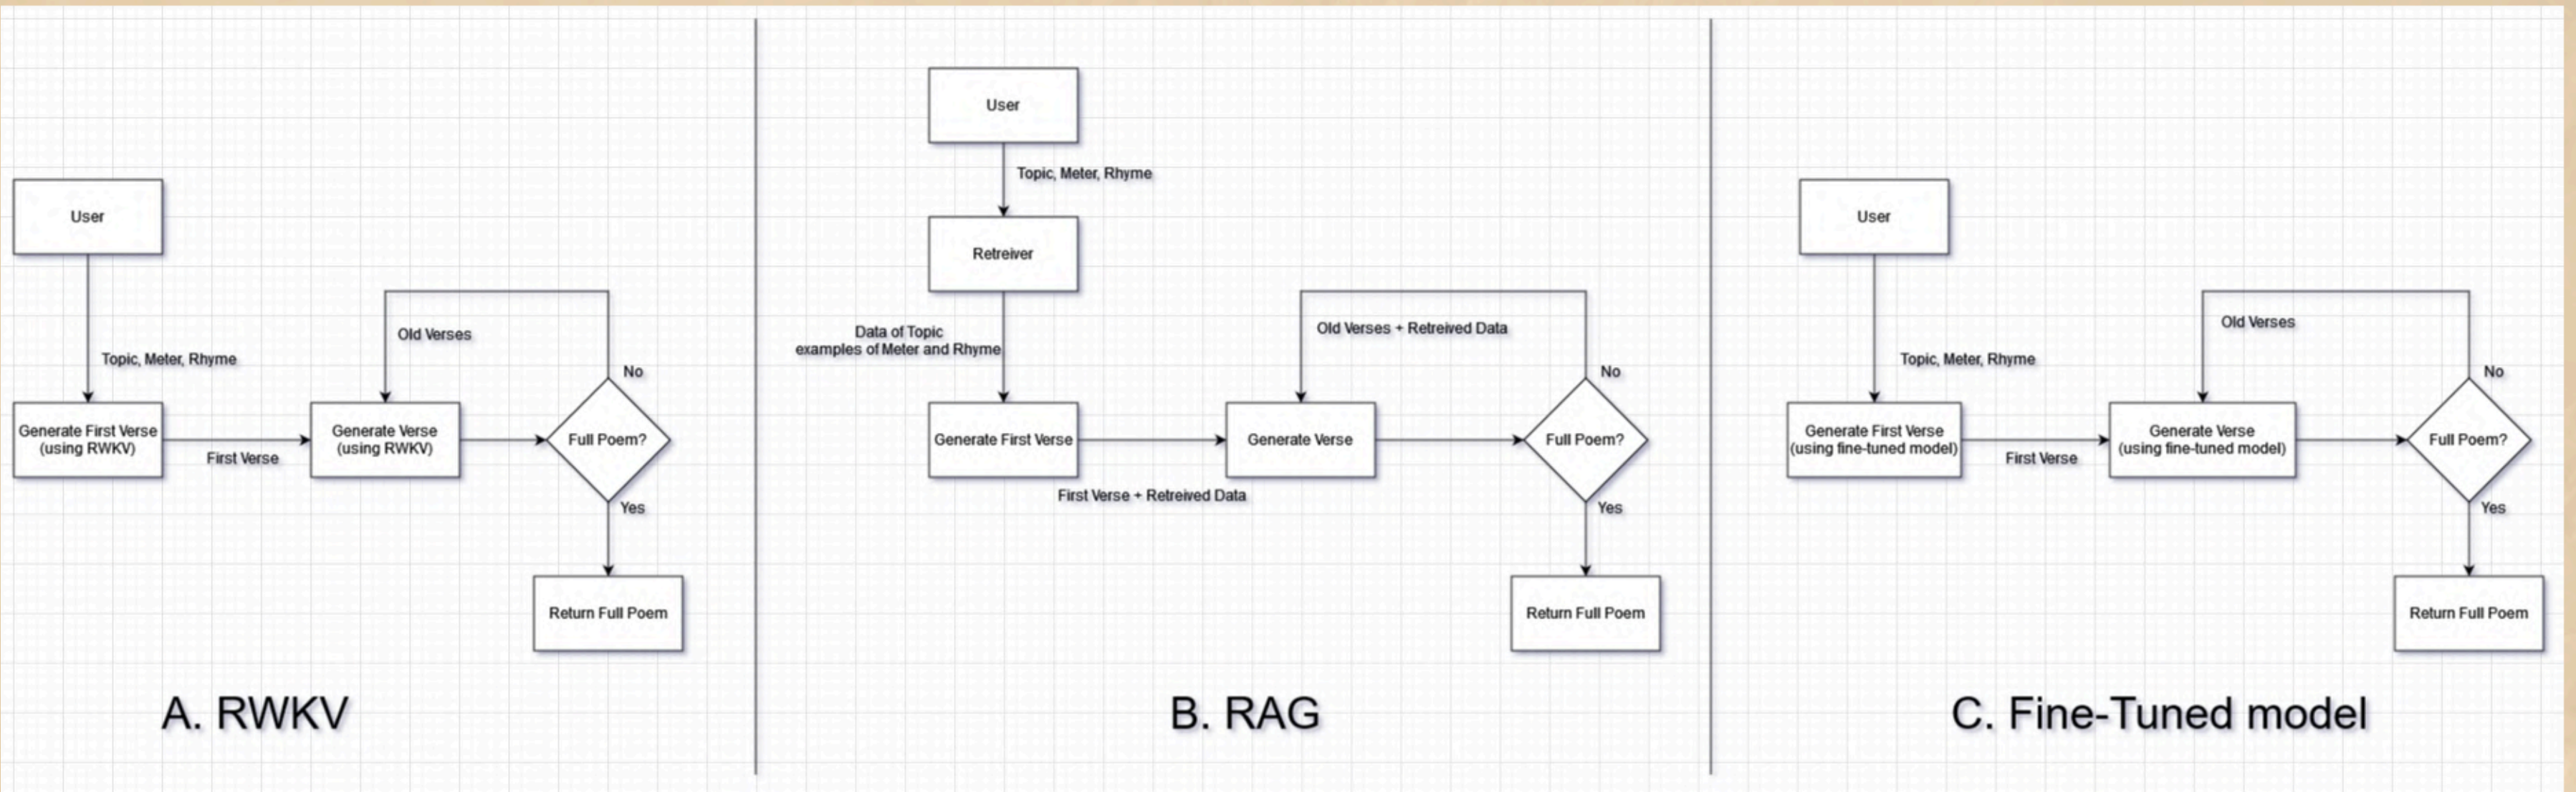 User
Topic, Meter, Rhyme
Generate First Verse
(using RWKV)
First Verse
Generate Verse
(using RWKV)
Old Verses
Full Poem?
No
Yes
Return Full Poem
A. RWKV
User
Topic, Meter, Rhyme
Retreiver
Data of Topic
examples of Meter and Rhyme
Generate First Verse
First Verse + Retreived Data
Generate Verse
Old Verses + Retreived Data
Full Poem?
No
Yes
Return Full Poem
B. RAG
User
Topic, Meter, Rhyme
Generate First Verse
(using fine-tuned model)
First Verse
Generate Verse
(using fine-tuned model)
Old Verses
Full Poem?
No
Yes
Return Full Poem
C. Fine-Tuned model